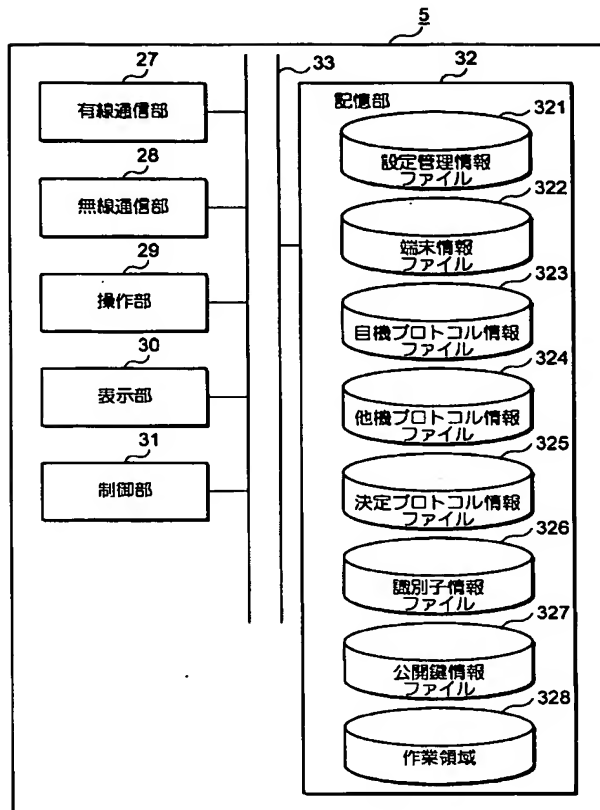 5
27
有線通信部
28
無線通信部
29
操作部
30
表示部
31
制御部
33
32
記憶部
321
設定管理情報
ファイル
322
端末情報
ファイル
323
自機プロトコル情報
ファイル
324
他機プロトコル情報
ファイル
325
決定プロトコル情報
ファイル
326
識別子情報
ファイル
327
公開鍵情報
ファイル
328
作業領域